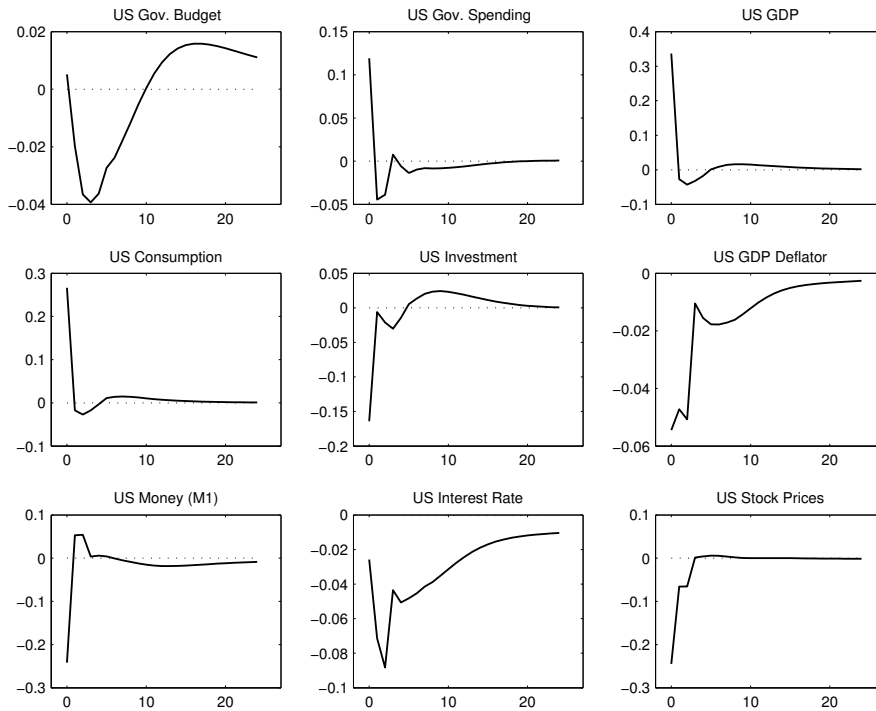 US Gov. Budget
0.02
0
−0.02
−0.04
0 10 20
US Gov. Spending
0.15
0.1
0.05
0
−0.05
0 10 20
US GDP
0.4
0.3
0.2
0.1
0
−0.1
0 10 20
US Consumption
0.3
0.2
0.1
0
−0.1
0 10 20
US Investment
0.05
0
−0.05
−0.1
−0.15
−0.2
0 10 20
US GDP Deflator
0
−0.02
−0.04
−0.06
0 10 20
US Money (M1)
0.1
0
−0.1
−0.2
−0.3
0 10 20
US Interest Rate
0
−0.02
−0.04
−0.06
−0.08
−0.1
0 10 20
US Stock Prices
0.1
0
−0.1
−0.2
−0.3
0 10 20